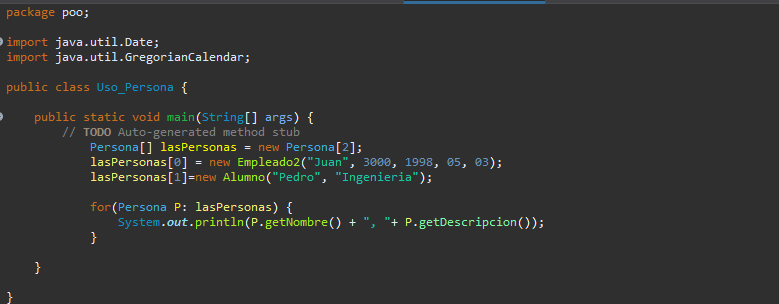 package poo;
import java.util.Date;
import java.util.GregorianCalendar;
public class Uso_Persona {
public static void main(String[] args) {
// TODO Auto-generated method stub
Persona[] lasPersonas = new Persona[2];
lasPersonas[0] = new Empleado2("Juan", 3000, 1998, 05, 03);
lasPersonas[1]=new Alumno("Pedro", "Ingenieria");
for(Persona P: lasPersonas) {
System.out.println(P.getNombre() + ", "+ P.getDescripcion());
}
}
}